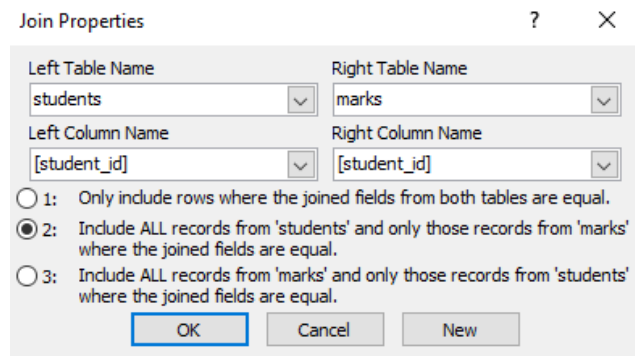 Join Properties ? ×
Left Table Name Right Table Name
students marks
Left Column Name Right Column Name
[student_id] [student_id]
1: Only include rows where the joined fields from both tables are equal.
2: Include ALL records from 'students' and only those records from 'marks'
where the joined fields are equal.
3: Include ALL records from 'marks' and only those records from 'students'
where the joined fields are equal.
OK Cancel New